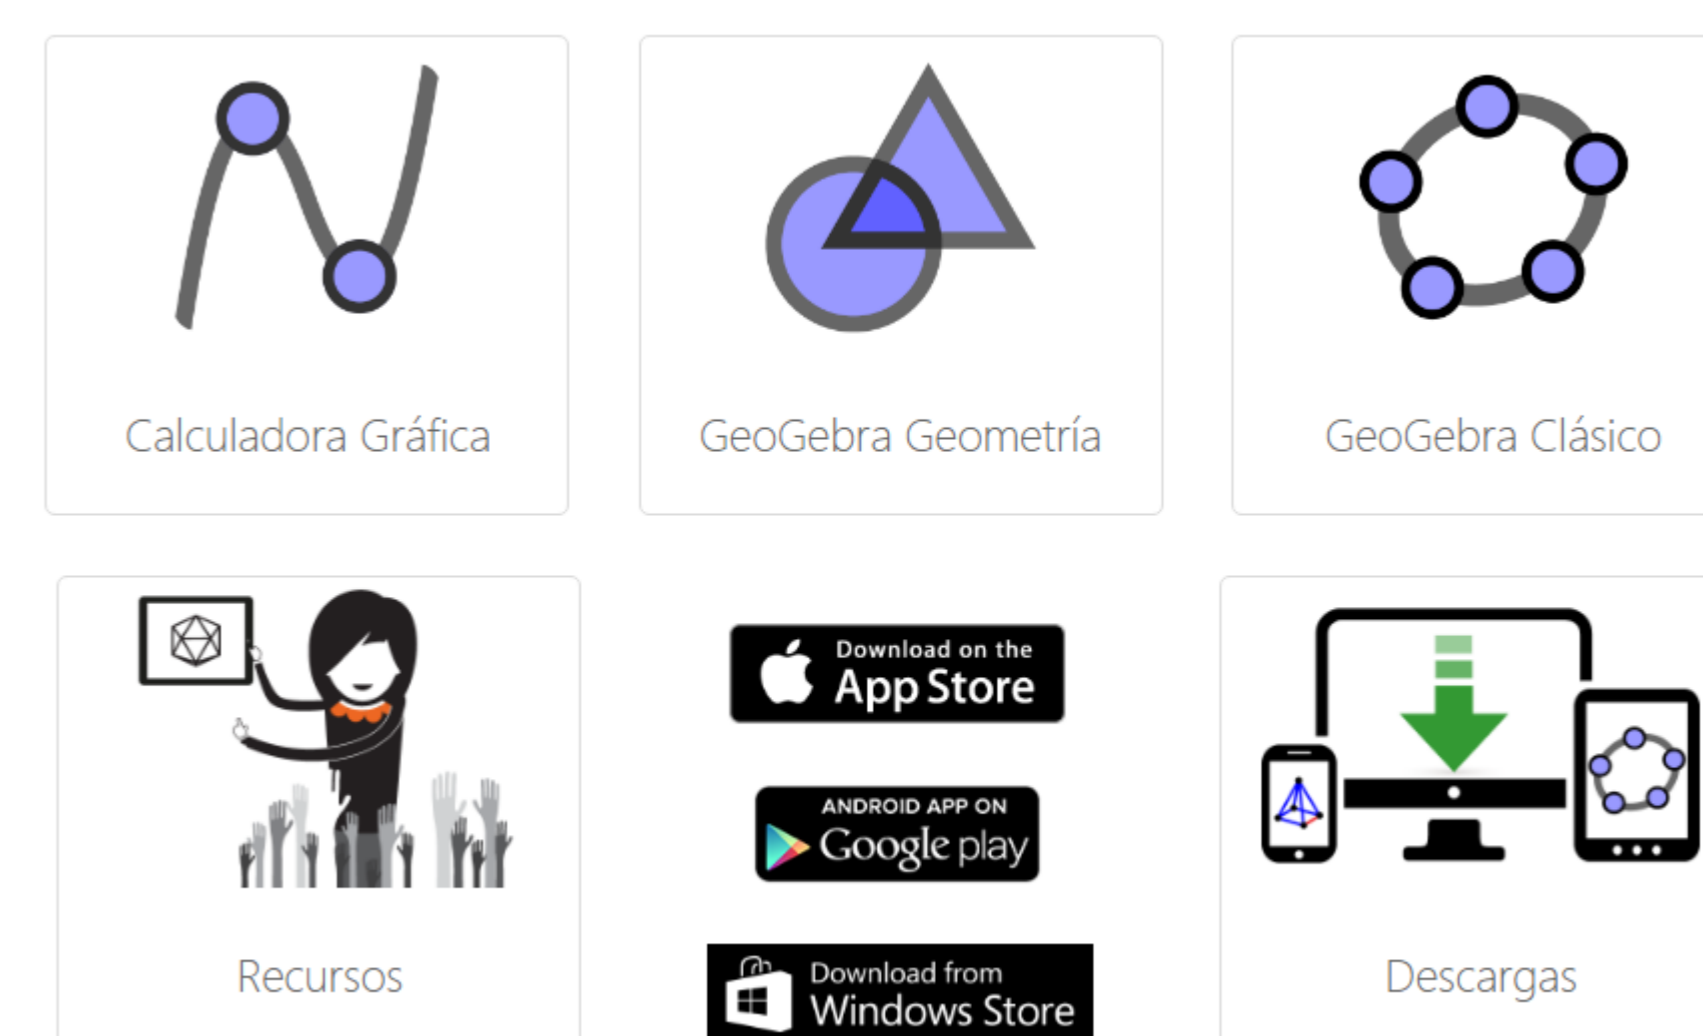 Calculadora Gráfica
GeoGebra Geometría
GeoGebra Clásico
Download on the
App Store
ANDROID APP ON
Google play
Download from
Windows Store
Recursos
Descargas